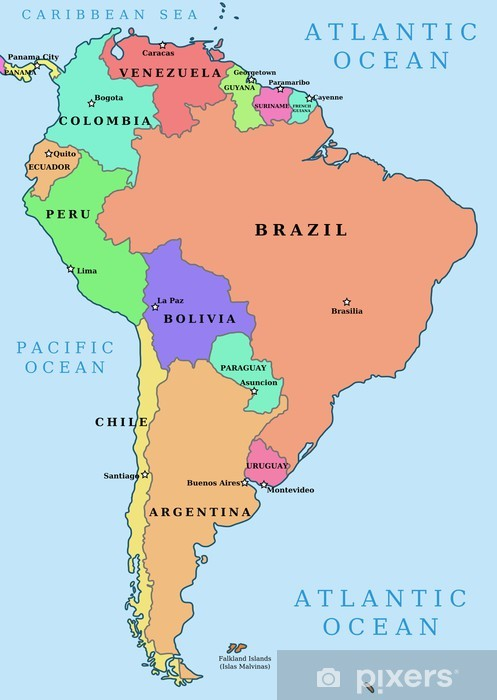 CARIBBEAN SEA
ATLANTIC
OCEAN
Panama City
PANAMA
Caracas
VENEZUELA
Georgetown
GUYANA
Paramaribo
SURINAME
Cayenne
FRENCH
GUIANA
Bogota
COLOMBIA
Quito
ECUADOR
PERU
BRAZIL
Lima
La Paz
BOLIVIA
Brasilia
PACIFIC
OCEAN
PARAGUAY
Asuncion
CHILE
URUGUAY
Santiago
Buenos Aires
Montevideo
ARGENTINA
ATLANTIC
OCEAN
Falkland Islands
(Islas Malvinas)
pixers®